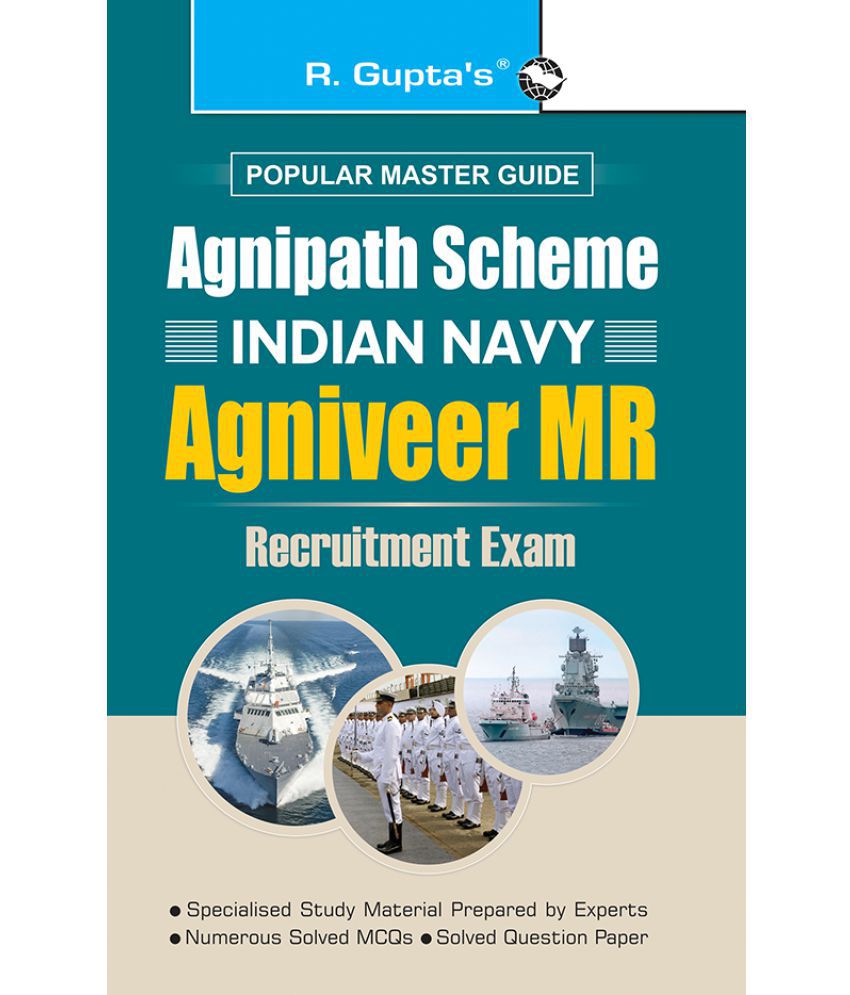 R. Gupta's®
POPULAR MASTER GUIDE
Agnipath Scheme
INDIAN NAVY
Agniveer MR
Recruitment Exam
● Specialised Study Material Prepared by Experts
● Numerous Solved MCQs ● Solved Question Paper